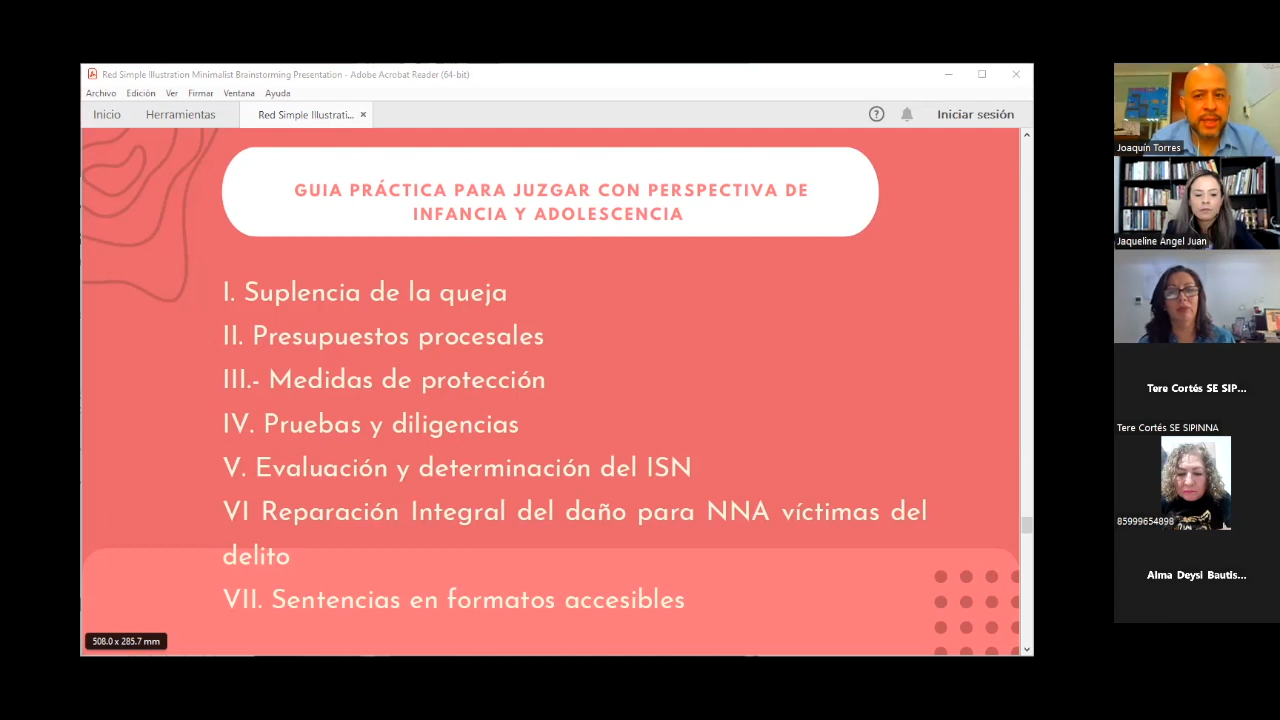 Red Simple Illustration Minimalist Brainstorming Presentation - Adobe Acrobat Reader (64-bit)
Archivo Edición Ver Firmar Ventana Ayuda
Inicio Herramientas Red Simple Illustrati... × Iniciar sesión
GUIA PRÁCTICA PARA JUZGAR CON PERSPECTIVA DE
INFANCIA Y ADOLESCENCIA
I. Suplencia de la queja
II. Presupuestos procesales
III.- Medidas de protección
IV. Pruebas y diligencias
V. Evaluación y determinación del ISN
VI Reparación Integral del daño para NNA víctimas del
delito
VII. Sentencias en formatos accesibles
508.0 x 285.7 mm
Joaquín Torres
Jaqueline Ángel Juan
Tere Cortés SE SIP...
Tere Cortés SE SIPINNA
85999654898
Alma Deysi Bautis...